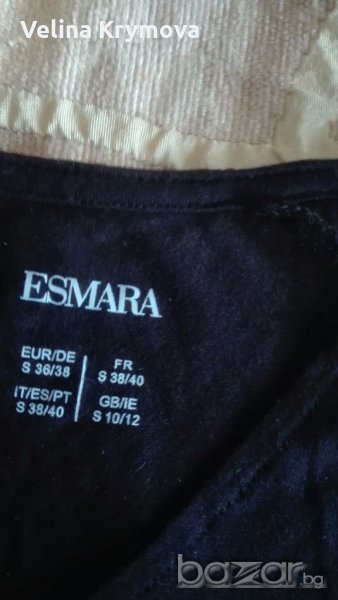 Velina Krymova
ESMARA
EUR/DE
S 36/38
FR
S 38/40
IT/ES/PT
S 38/40
GB/IE
S 10/12
bazar.bg